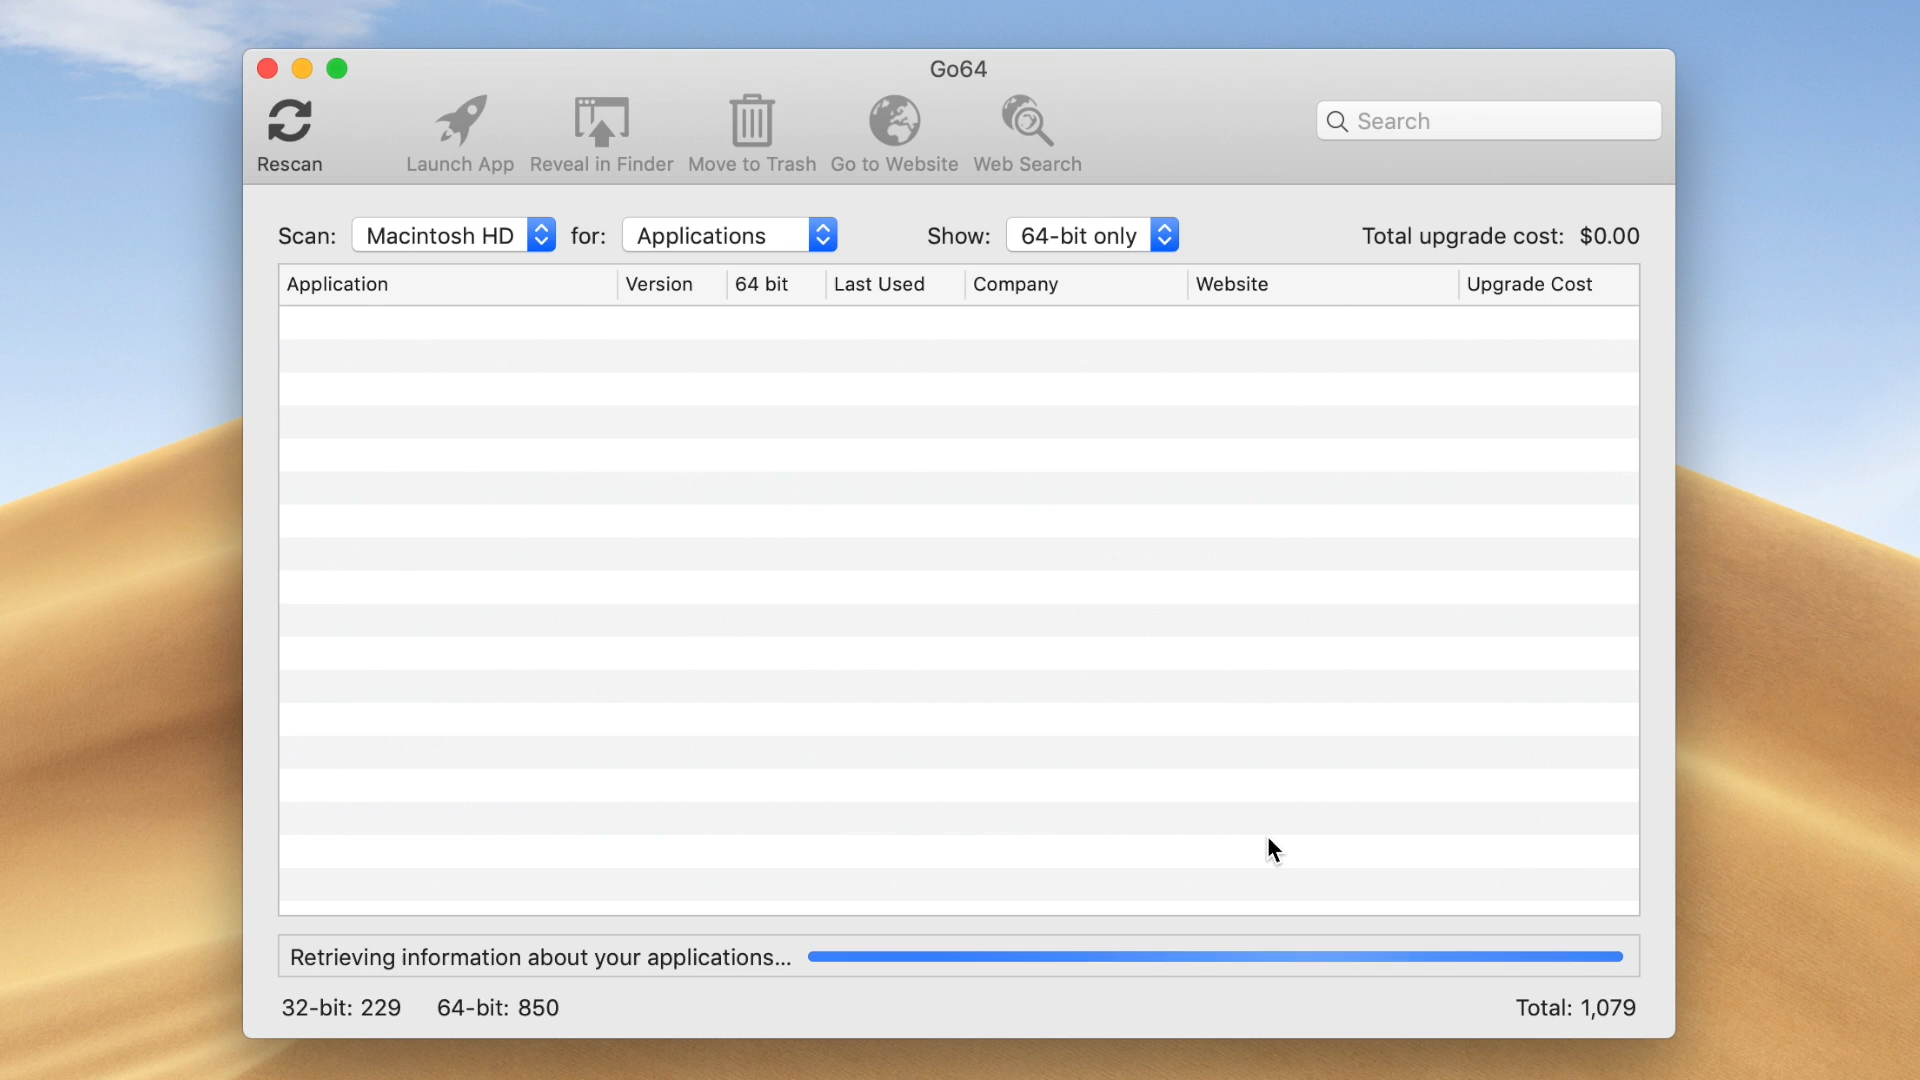 Go64
Rescan
Launch App
Reveal in Finder
Move to Trash
Go to Website
Web Search
Search
Scan: Macintosh HD for: Applications Show: 64-bit only Total upgrade cost: $0.00
Application Version 64 bit Last Used Company Website Upgrade Cost
Retrieving information about your applications...
32-bit: 229 64-bit: 850 Total: 1,079